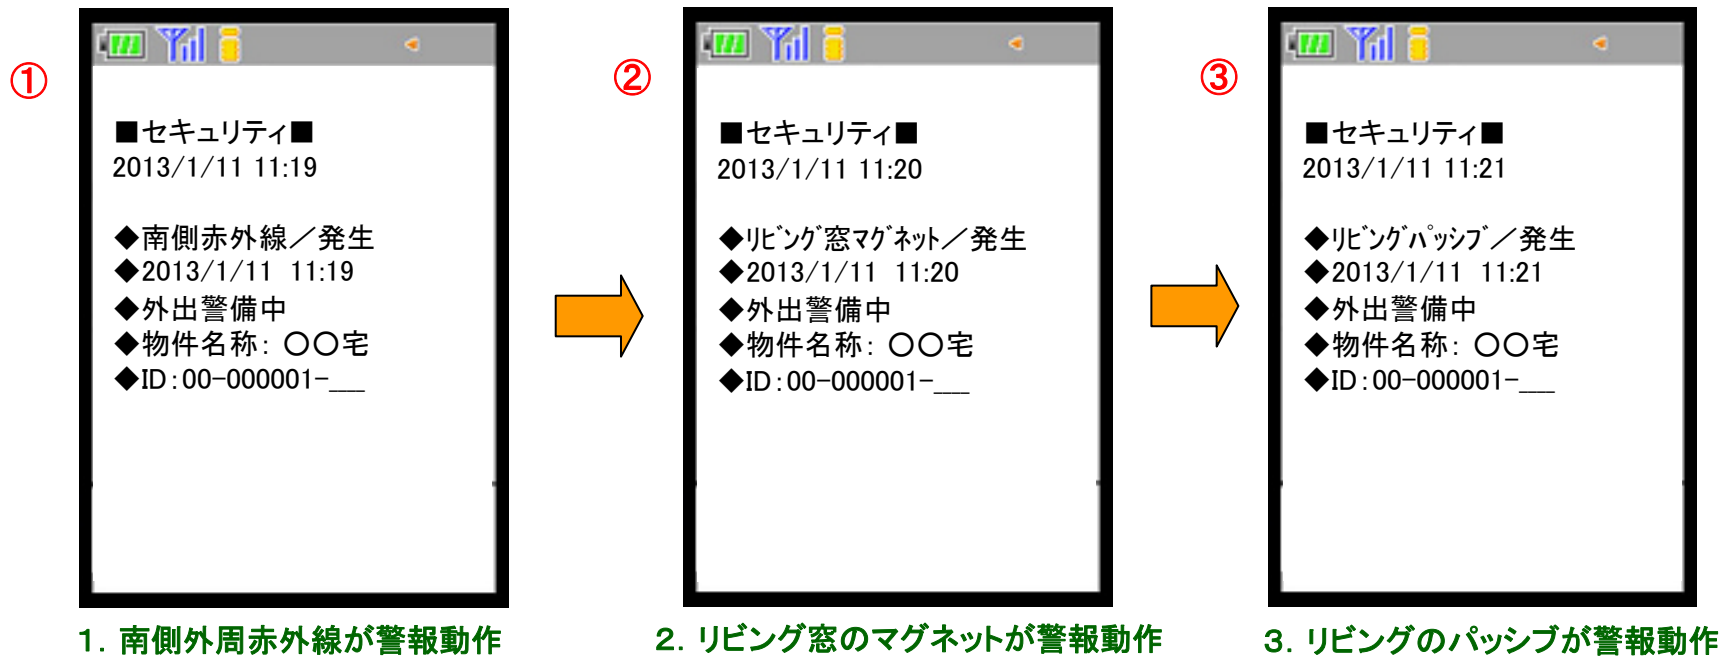 ①
■セキュリティ■
2013/1/11 11:19
◆南側赤外線／発生
◆2013/1/11 11:19
◆外出警備中
◆物件名称：〇〇宅
◆ID：00-000001-____
1．南側外周赤外線が警報動作
②
■セキュリティ■
2013/1/11 11:20
◆ﾘﾋﾞﾝｸﾞ窓ﾏｸﾞﾈｯﾄ／発生
◆2013/1/11 11:20
◆外出警備中
◆物件名称：〇〇宅
◆ID：00-000001-____
2．リビング窓のマグネットが警報動作
③
■セキュリティ■
2013/1/11 11:21
◆ﾘﾋﾞﾝｸﾞﾊﾟｯｼﾌﾞ／発生
◆2013/1/11 11:21
◆外出警備中
◆物件名称：〇〇宅
◆ID：00-000001-____
3．リビングのパッシブが警報動作